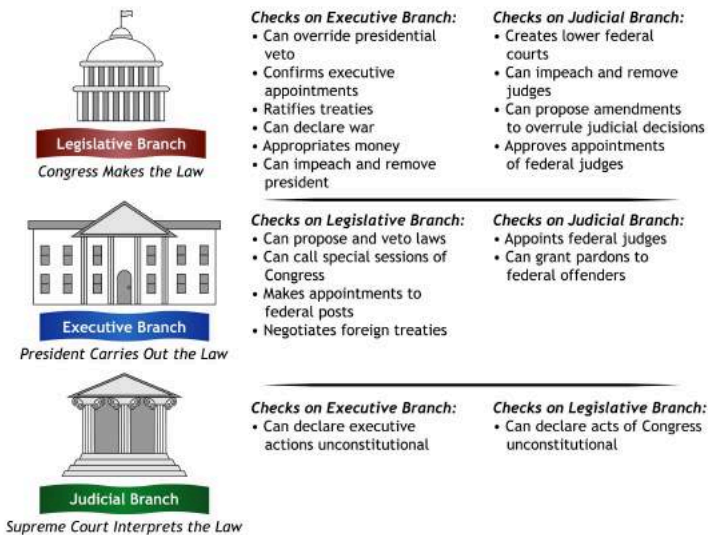 Legislative Branch
Congress Makes the Law
Checks on Executive Branch:
• Can override presidential
veto
• Confirms executive
appointments
• Ratifies treaties
• Can declare war
• Appropriates money
• Can impeach and remove
president
Checks on Judicial Branch:
• Creates lower federal
courts
• Can impeach and remove
judges
• Can propose amendments
to overrule judicial decisions
• Approves appointments
of federal judges
Executive Branch
President Carries Out the Law
Checks on Legislative Branch:
• Can propose and veto laws
• Can call special sessions of
Congress
• Makes appointments to
federal posts
• Negotiates foreign treaties
Checks on Judicial Branch:
• Appoints federal judges
• Can grant pardons to
federal offenders
Judicial Branch
Supreme Court Interprets the Law
Checks on Executive Branch:
• Can declare executive
actions unconstitutional
Checks on Legislative Branch:
• Can declare acts of Congress
unconstitutional